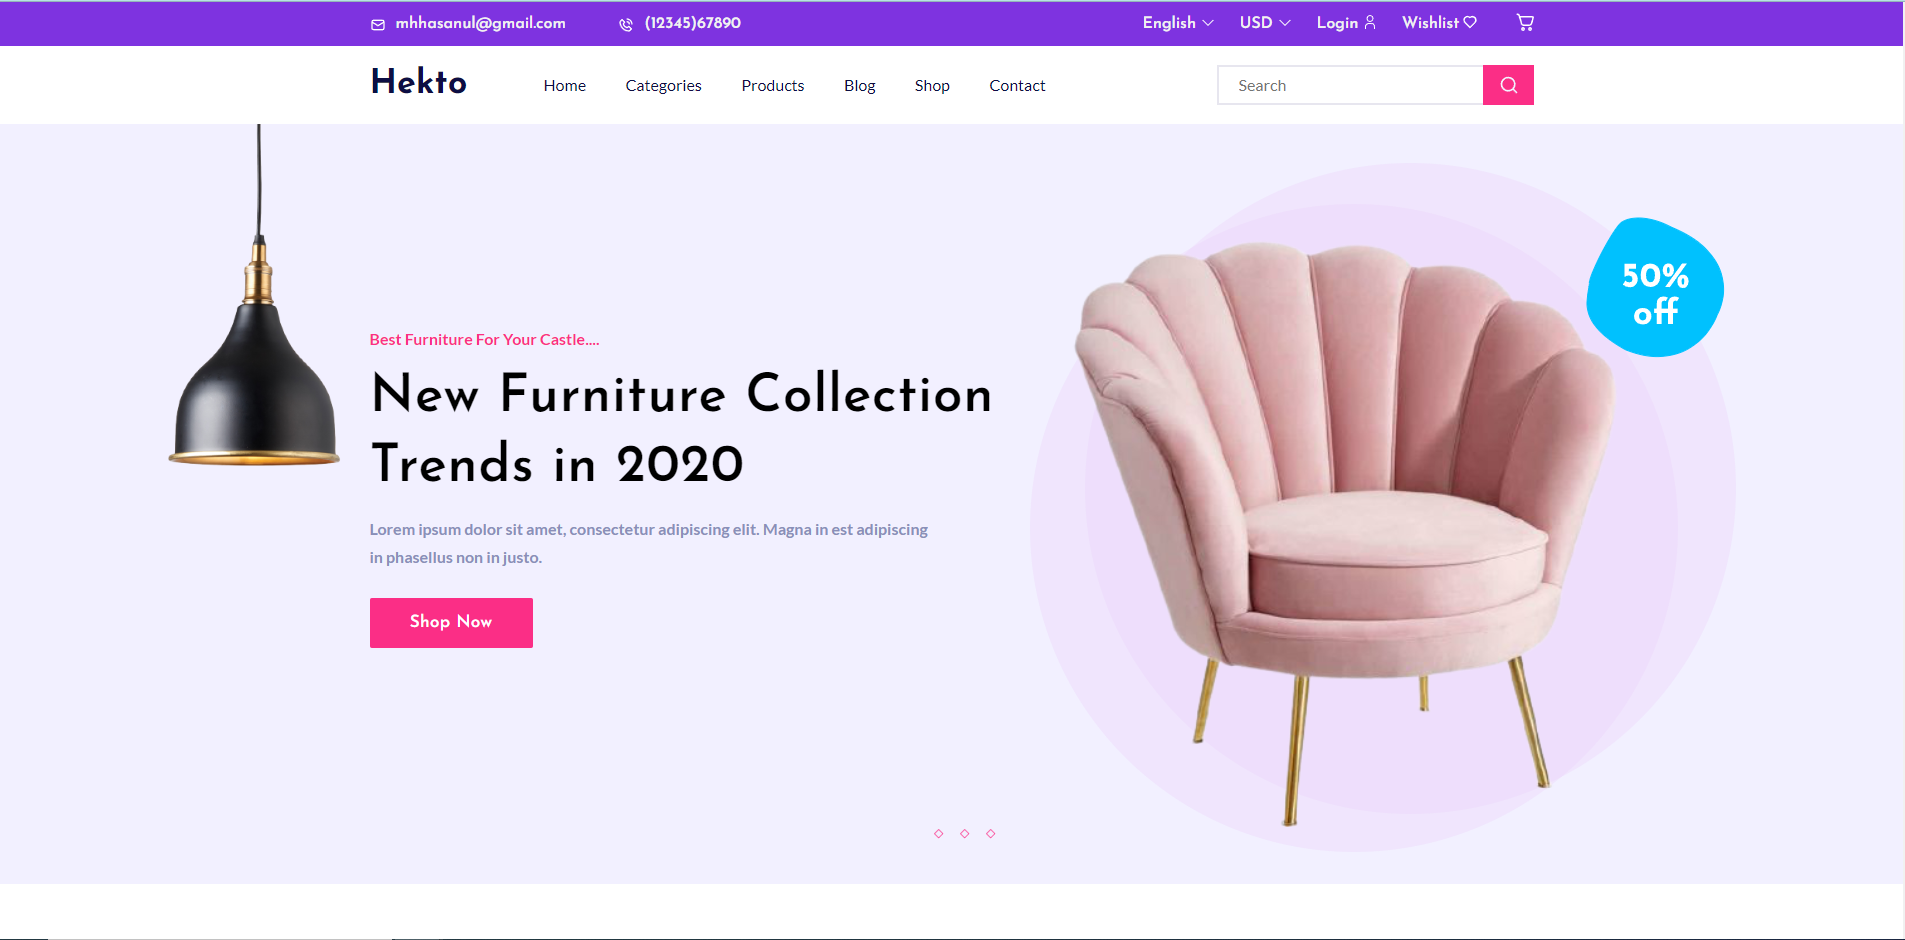 mhhasanul@gmail.com (12345)67890 English USD Login Wishlist
Hekto Home Categories Products Blog Shop Contact Search
50%
off
Best Furniture For Your Castle....
New Furniture Collection
Trends in 2020
Lorem ipsum dolor sit amet, consectetur adipiscing elit. Magna in est adipiscing
in phasellus non in justo.
Shop Now